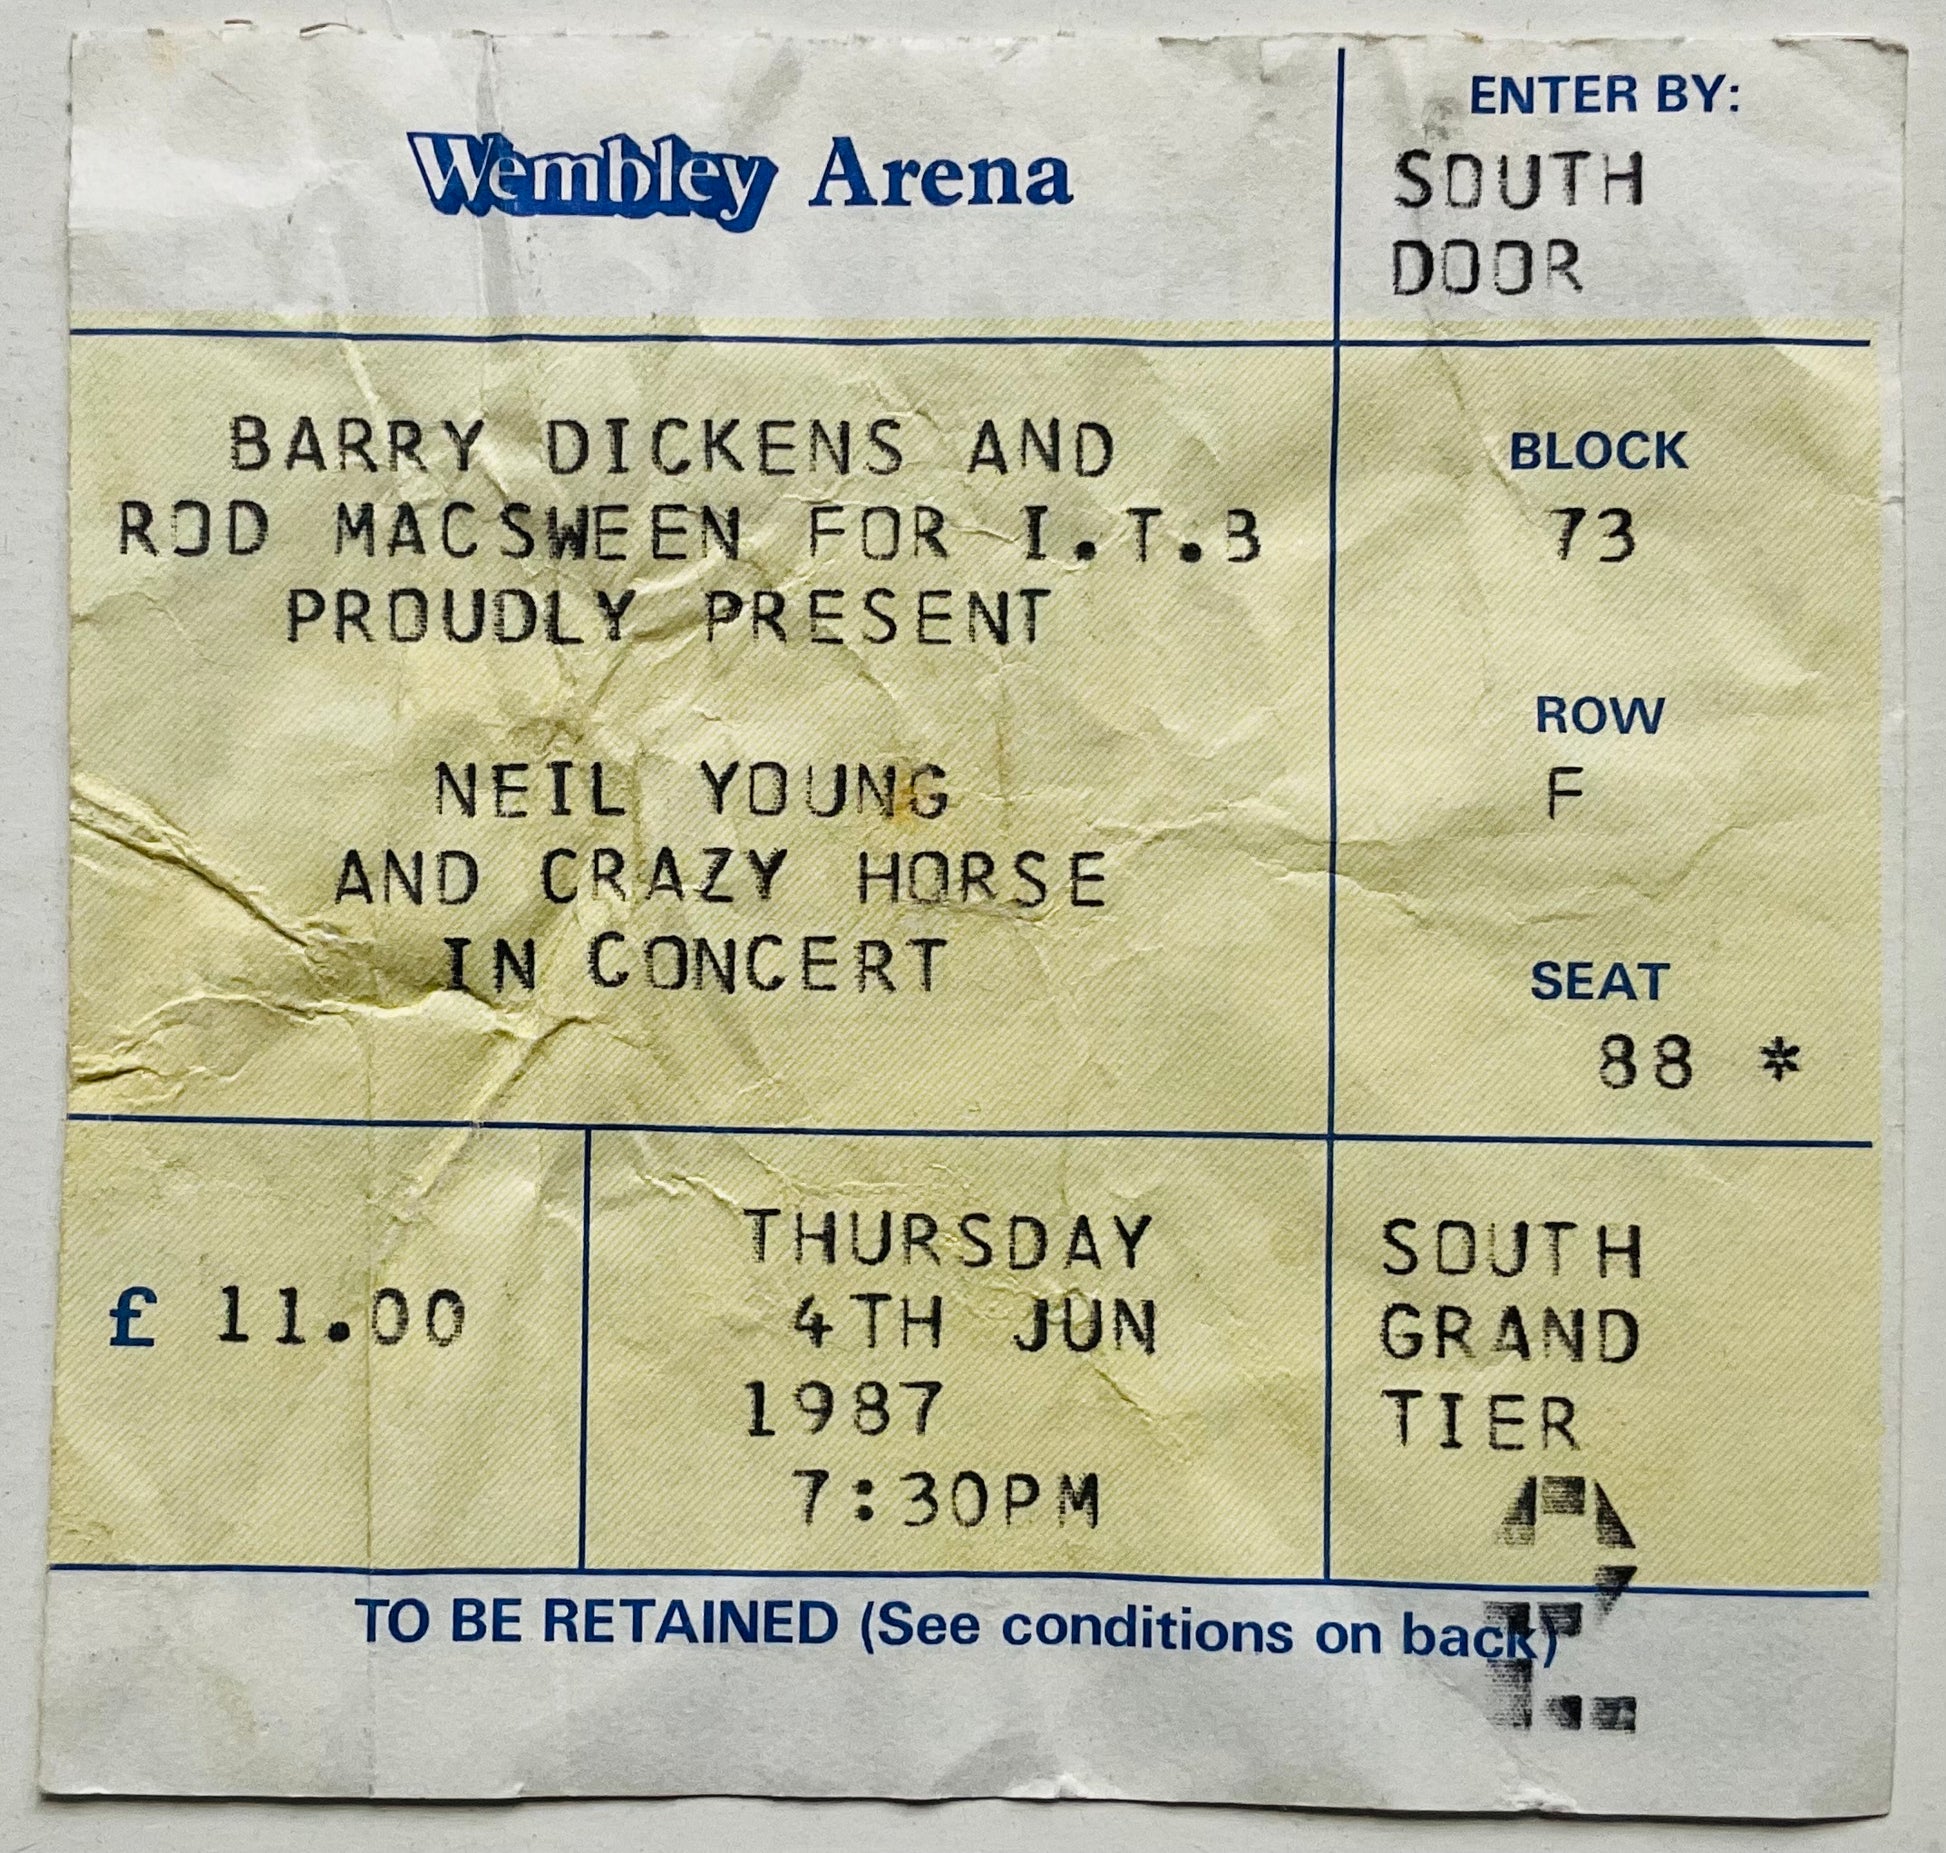 Wembley Arena
ENTER BY:
SOUTH
DOOR
BARRY DICKENS AND
ROD MACSWEEN FOR I.T.B
PROUDLY PRESENT
NEIL YOUNG
AND CRAZY HORSE
IN CONCERT
BLOCK
73
ROW
F
SEAT
88 *
£ 11.00
THURSDAY
4TH JUN
1987
7:30PM
SOUTH
GRAND
TIER
TO BE RETAINED (See conditions on back)